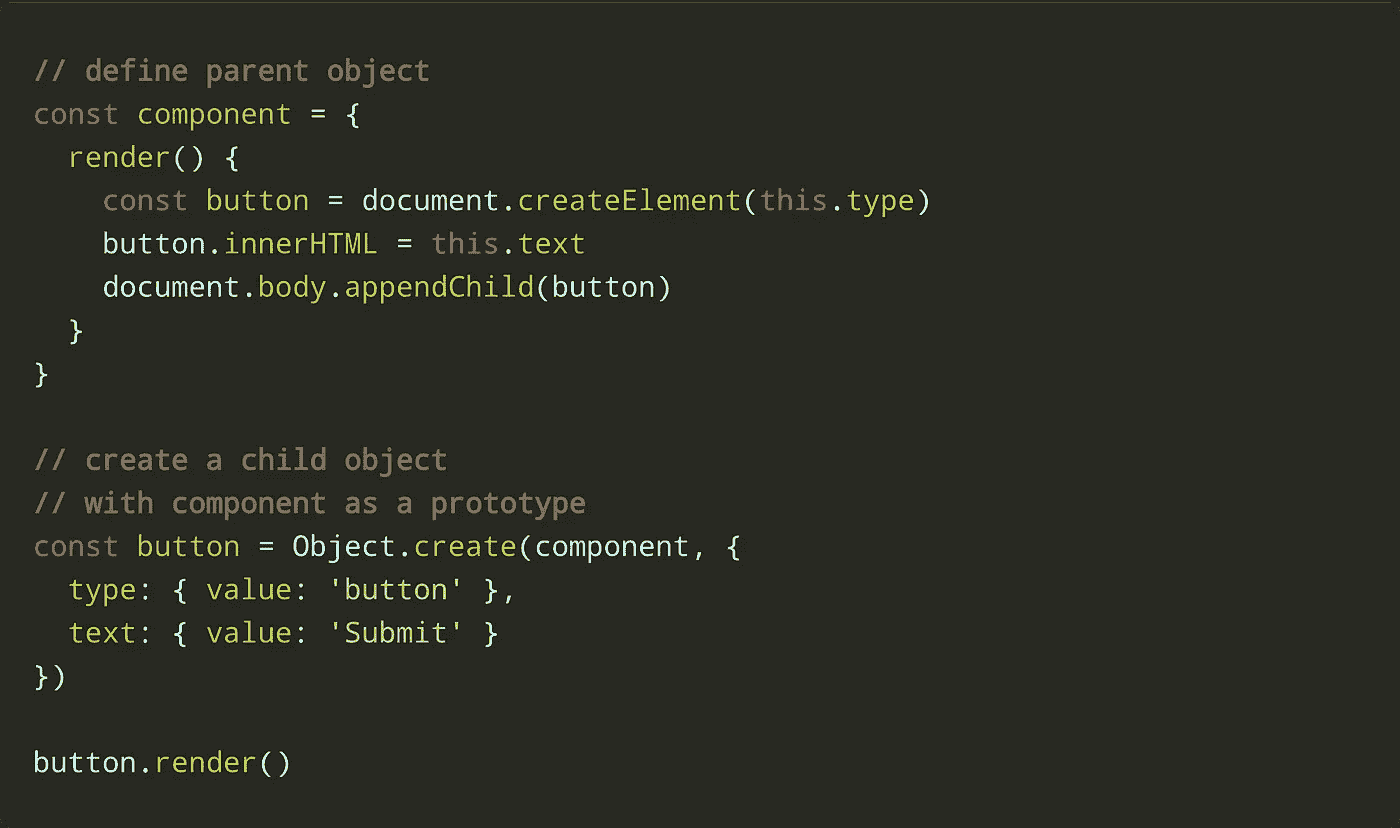 // define parent object
const component = {
  render() {
    const button = document.createElement(this.type)
    button.innerHTML = this.text
    document.body.appendChild(button)
  }
}

// create a child object
// with component as a prototype
const button = Object.create(component, {
  type: { value: 'button' },
  text: { value: 'Submit' }
})

button.render()